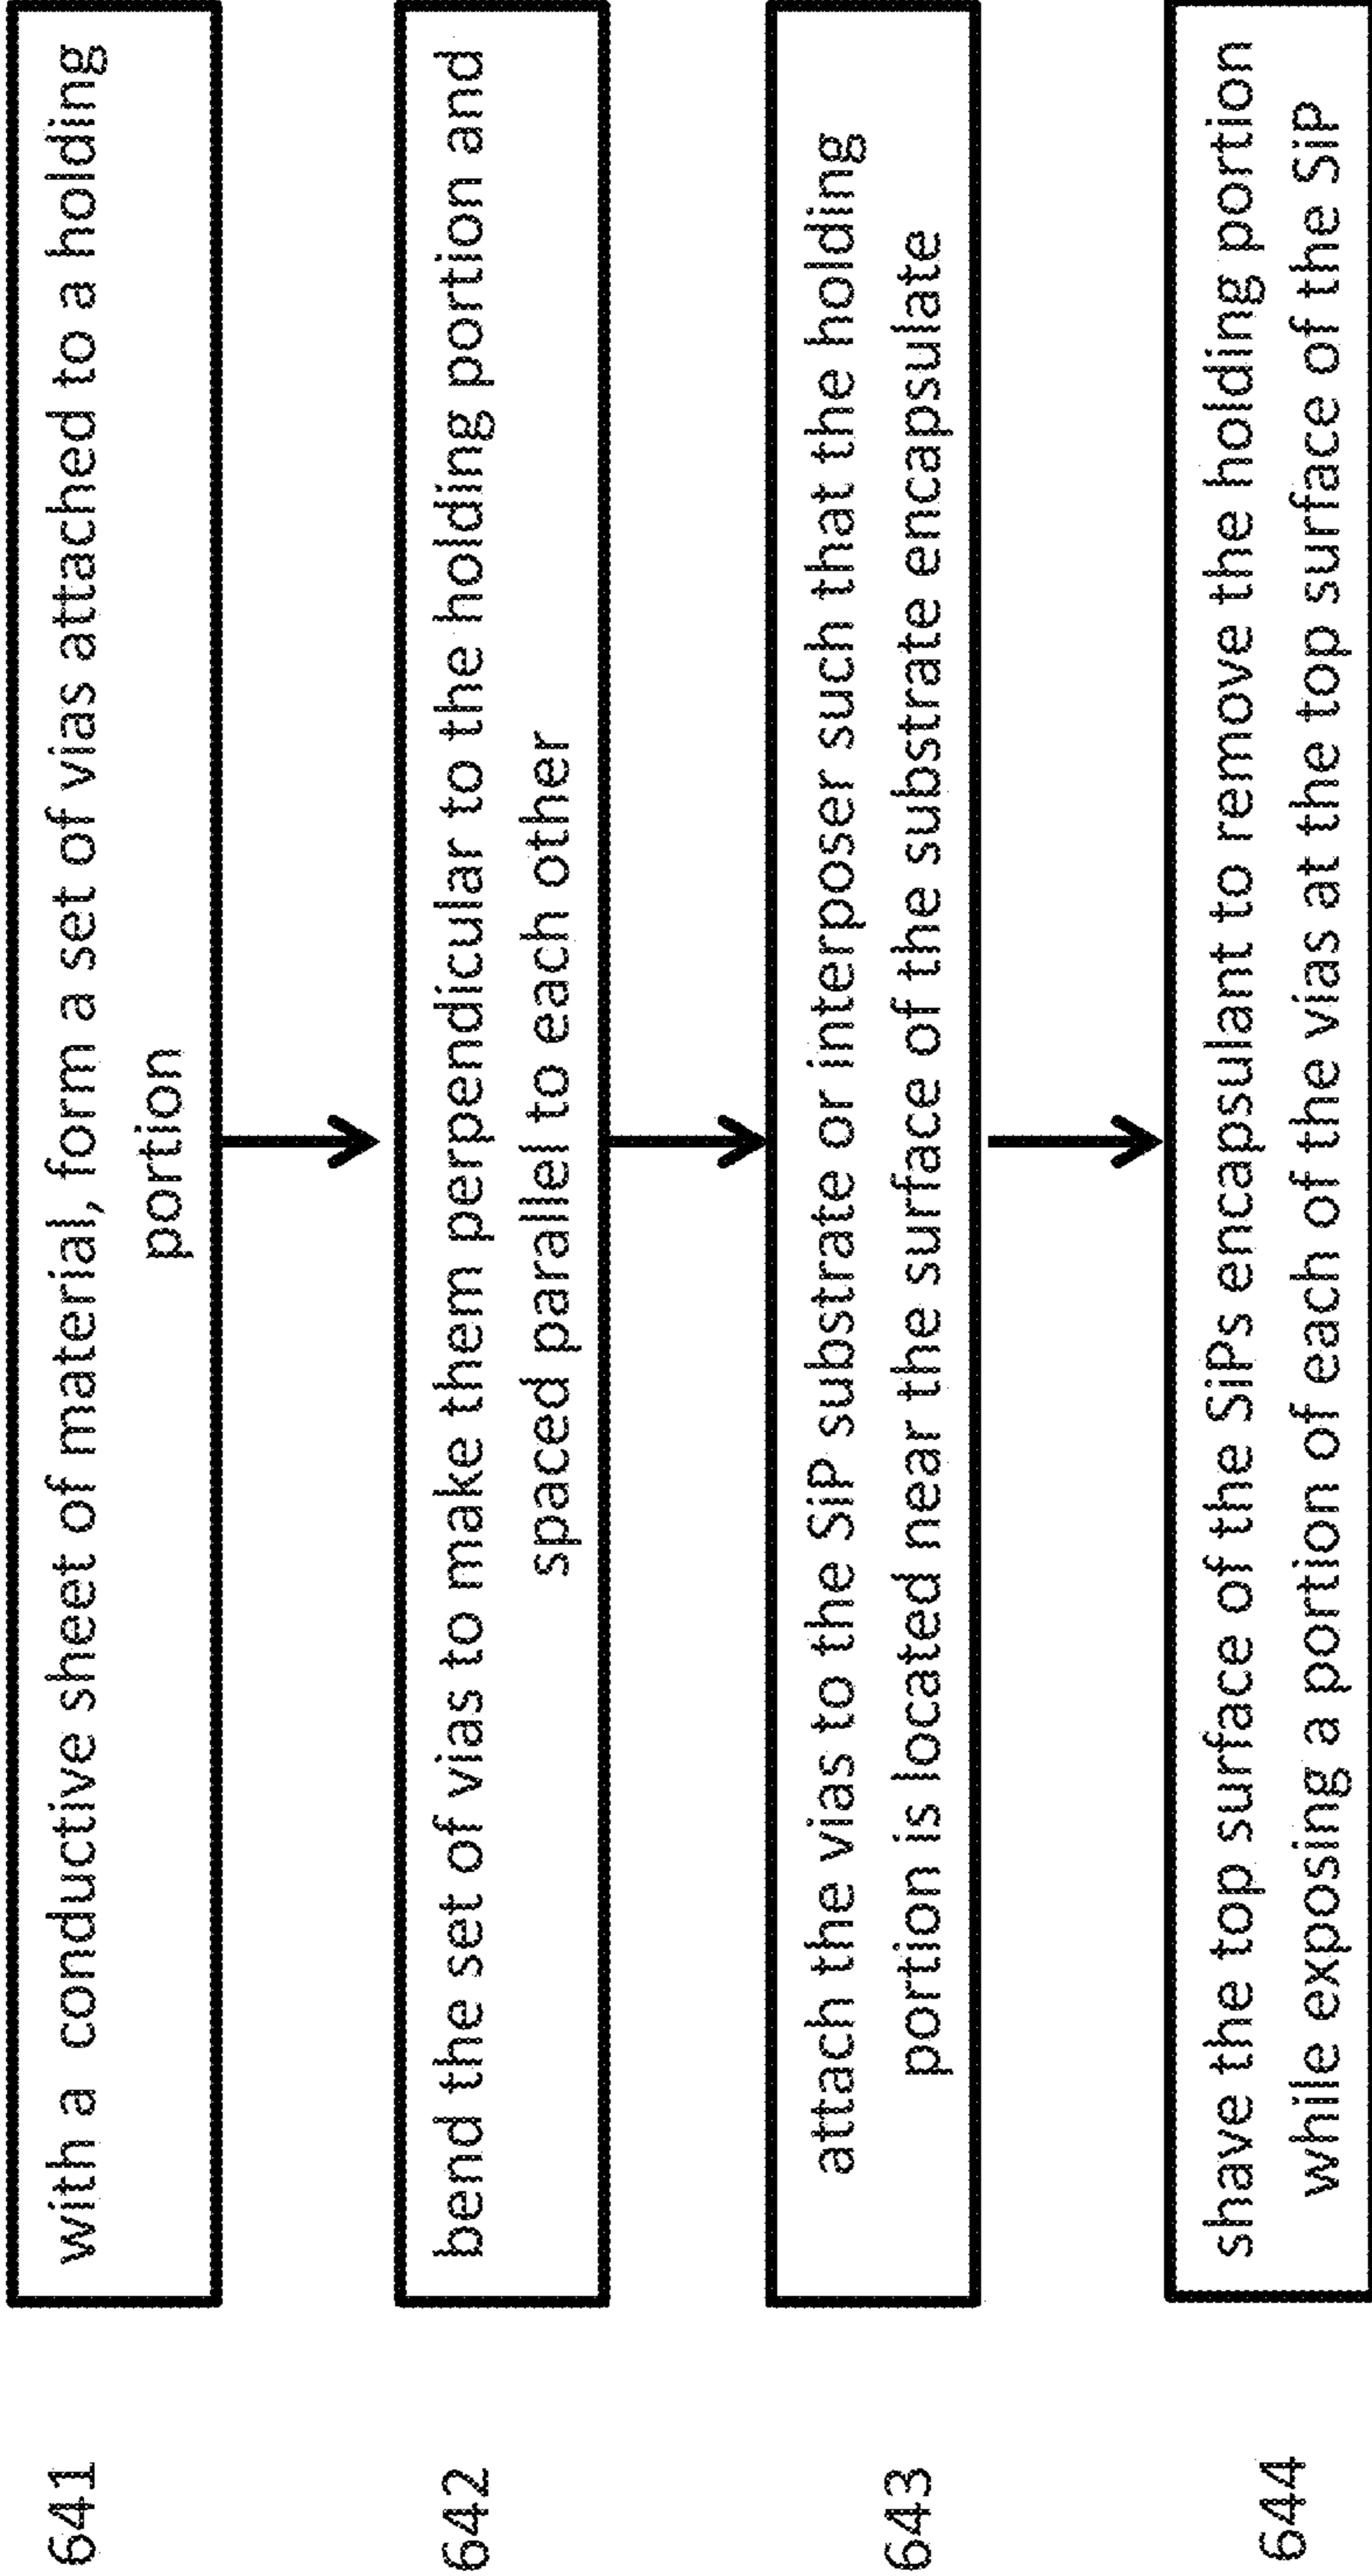 641
with a conductive sheet of material, form a set of vias attached to a holding
portion
642
bend the set of vias to make them perpendicular to the holding portion and
spaced parallel to each other
643
attach the vias to the SiP substrate or interposer such that the holding
portion is located near the surface of the substrate encapsulate
644
shave the top surface of the SiPs encapsulant to remove the holding portion
while exposing a portion of each of the vias at the top surface of the SiP